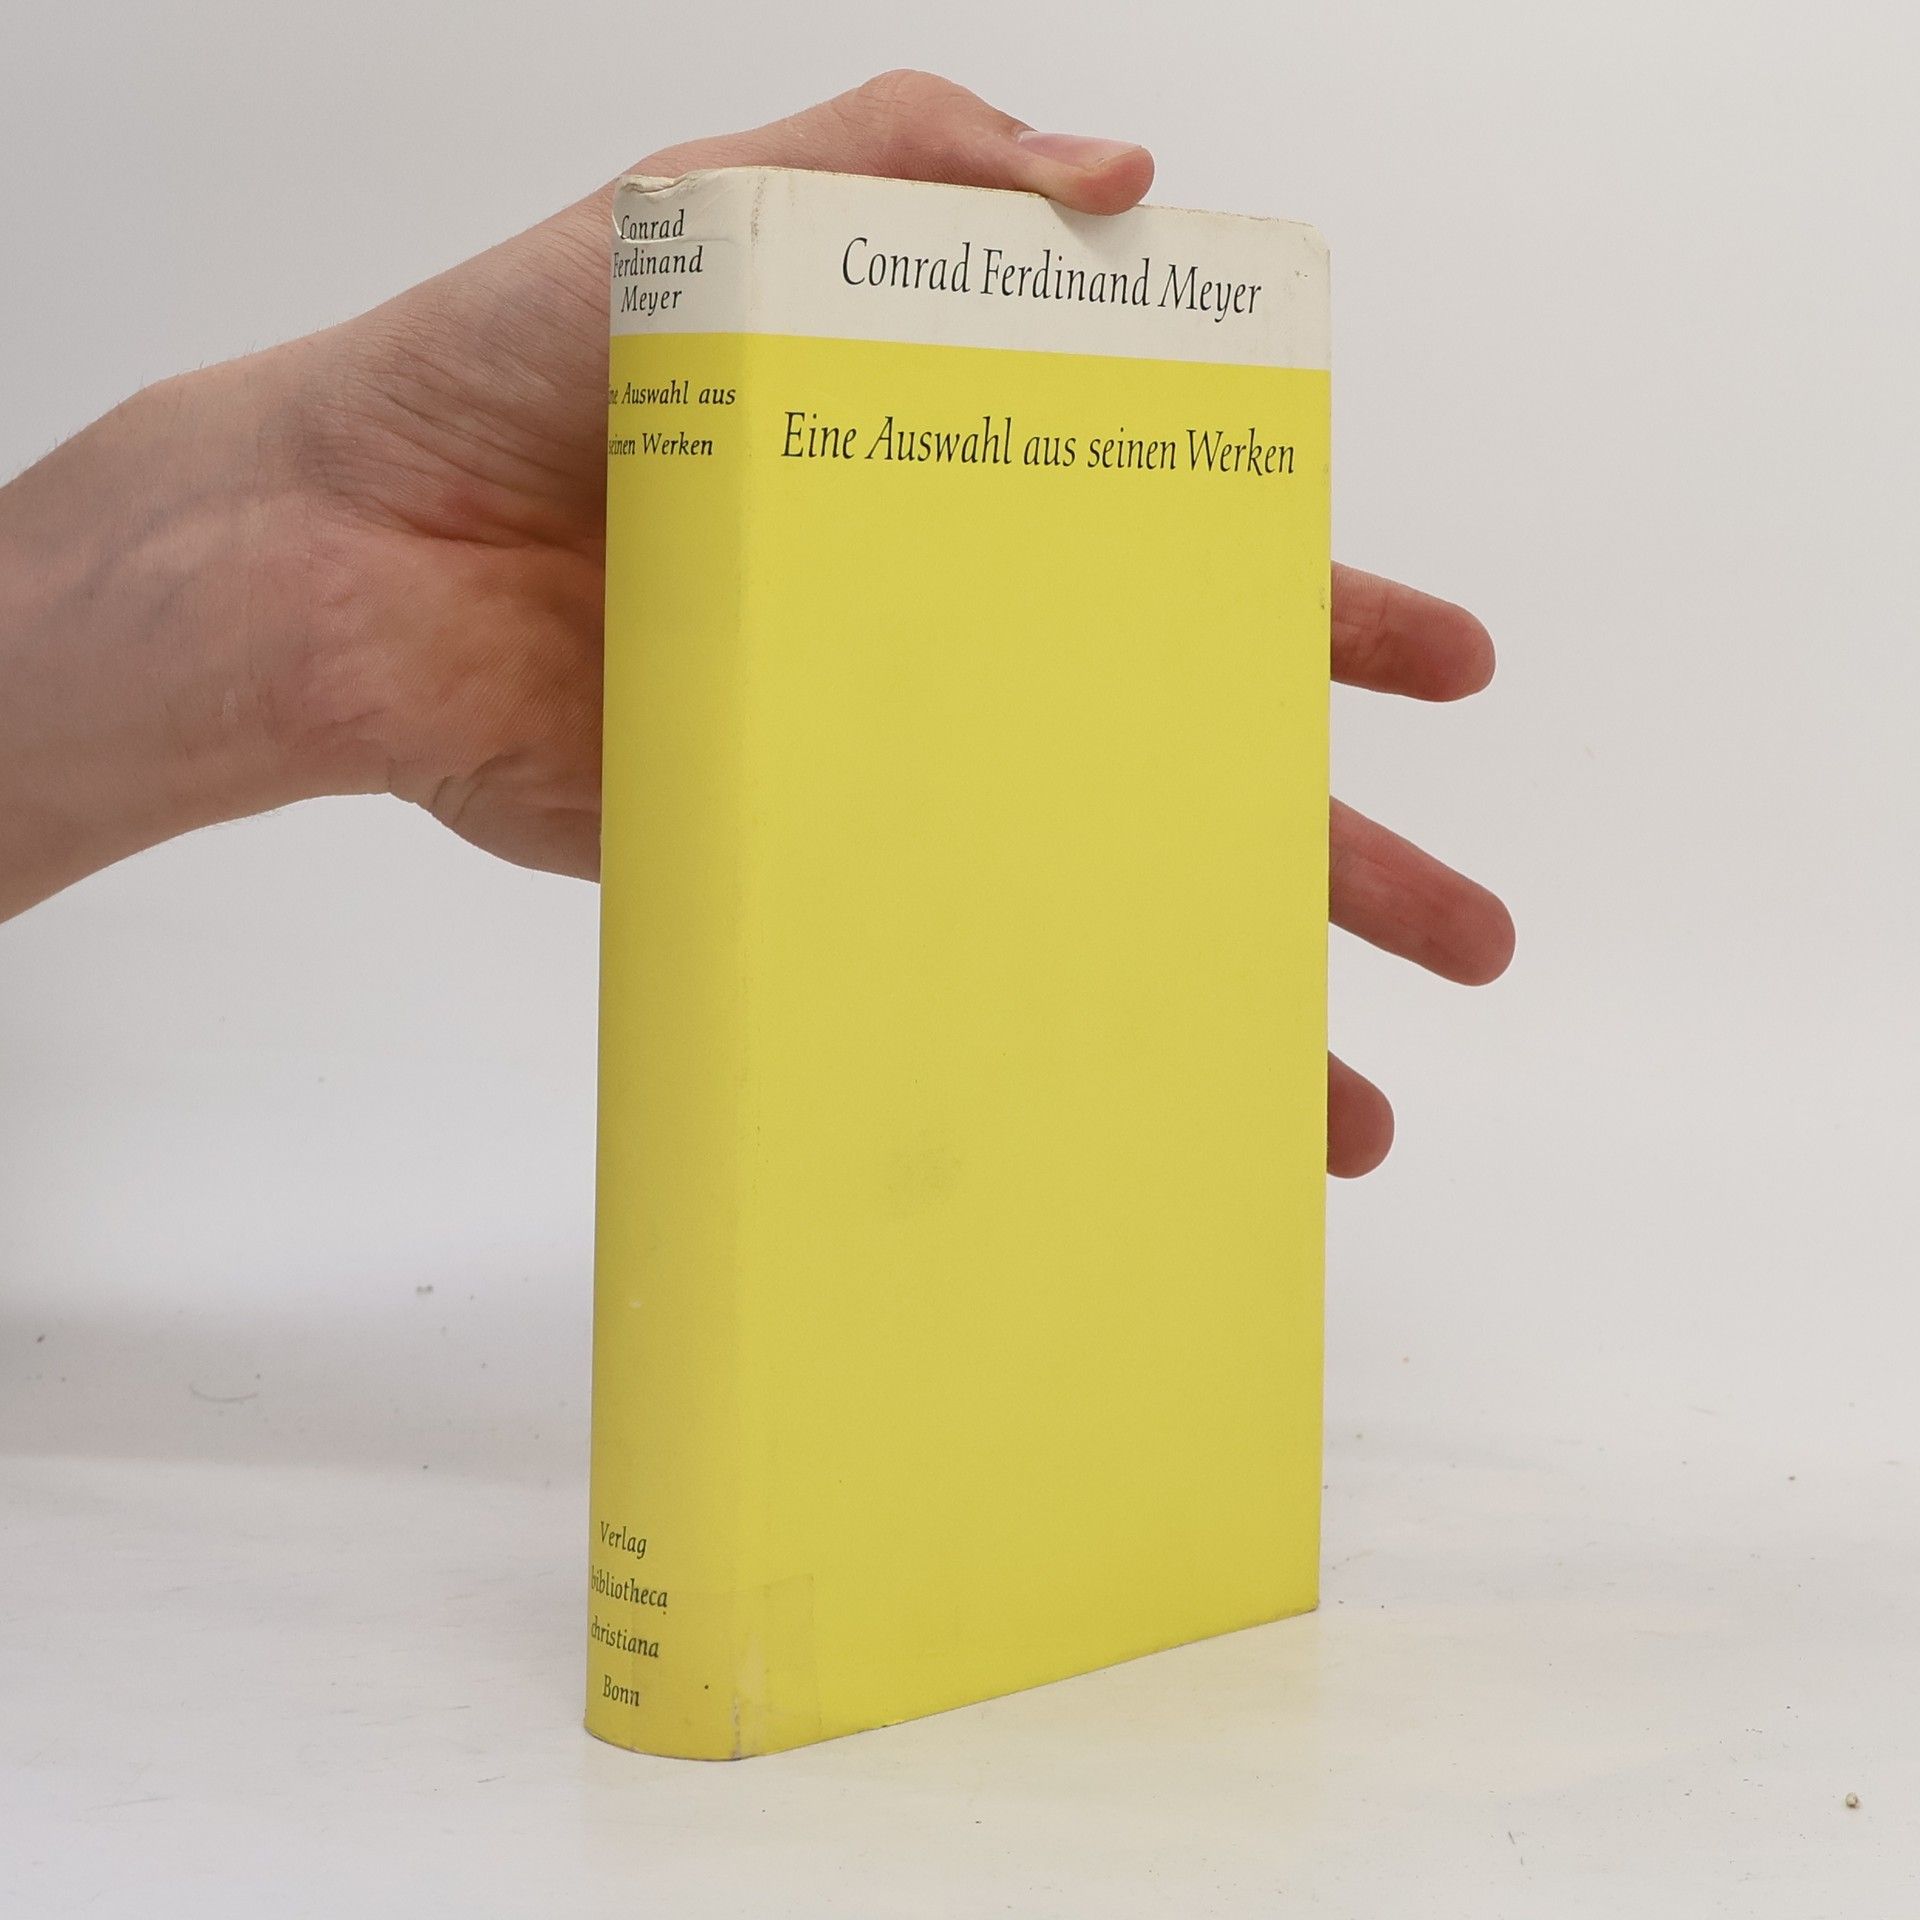 Conrad
Ferdinand
Meyer
Eine Auswahl aus
seinen Werken
Verlag
bibliotheca
christiana
Bonn
Conrad Ferdinand Meyer
Eine Auswahl aus seinen Werken